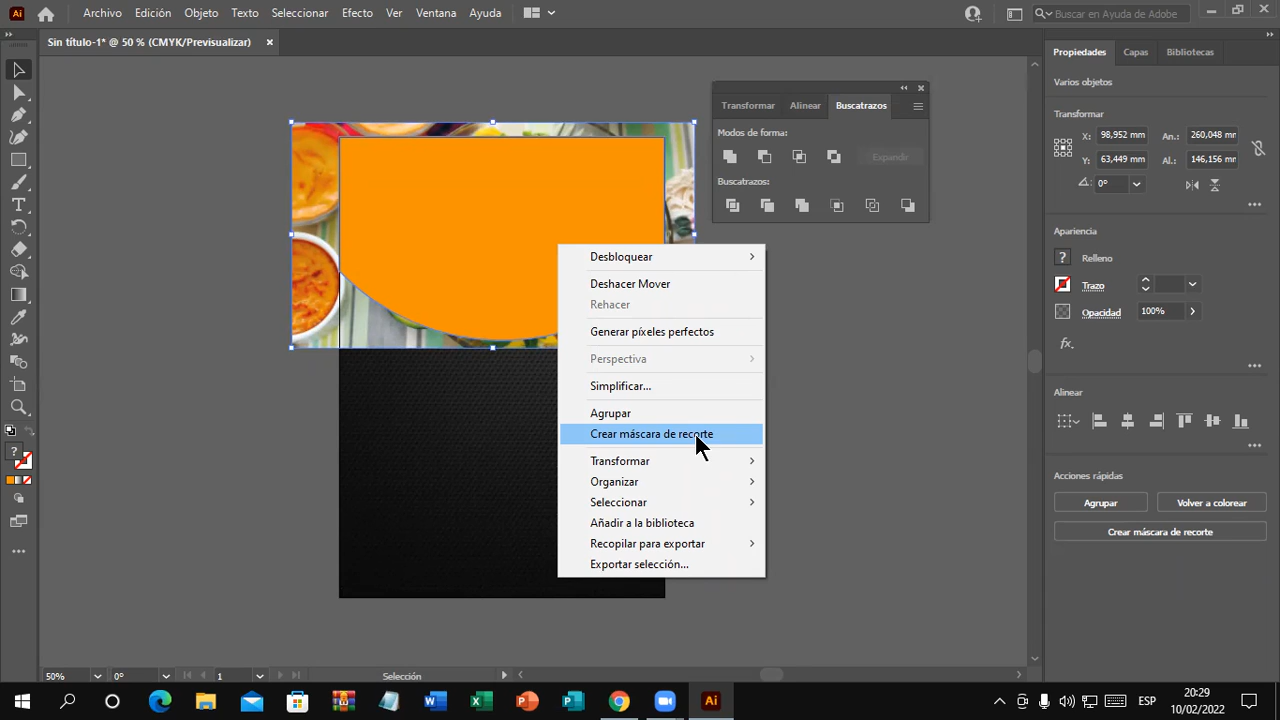 Ai Archivo Edición Objeto Texto Seleccionar Efecto Ver Ventana Ayuda Buscar en Ayuda de Adobe
Sin título-1* @ 50 % (CMYK/Previsualizar)
Transformar Alinear Buscatrazos
Modos de forma:
Expandir
Buscatrazos:
Desbloquear
Deshacer Mover
Rehacer
Generar píxeles perfectos
Perspectiva
Simplificar...
Agrupar
Crear máscara de recorte
Transformar
Organizar
Seleccionar
Añadir a la biblioteca
Recopilar para exportar
Exportar selección...
Propiedades Capas Bibliotecas
Varios objetos
Transformar
X: 98,952 mm An.: 260,048 mm
Y: 63,449 mm Al.: 146,156 mm
0°
Apariencia
? Relleno
Trazo
Opacidad 100%
fx.
Alinear
Acciones rápidas
Agrupar Volver a colorear
Crear máscara de recorte
50% 0° 1 Selección
Ai ESP 20:29
10/02/2022